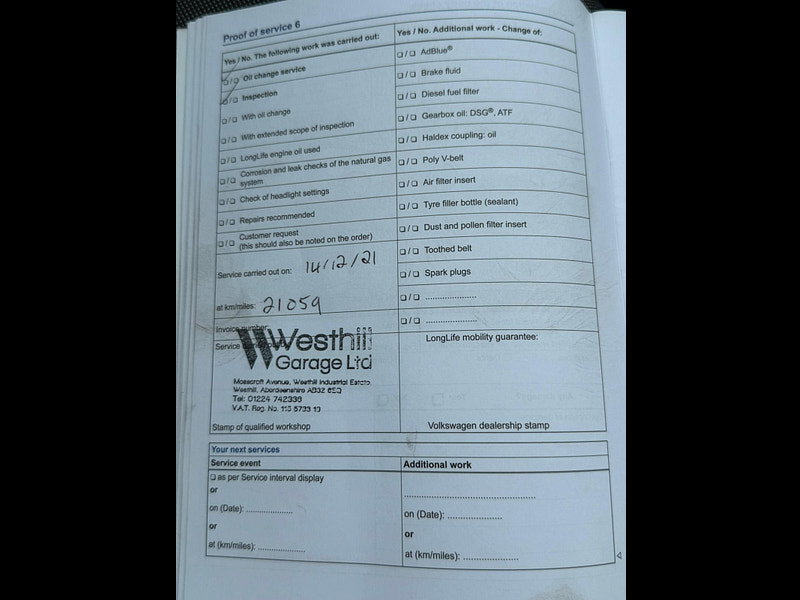 Proof of service 6
Yes / No. The following work was carried out:
☐ / ☐ Oil change service
☐ / ☐ Inspection
☐ / ☐ With oil change
☐ / ☐ With extended scope of inspection
☐ / ☐ LongLife engine oil used
☐ / ☐ Corrosion and leak checks of the natural gas
system
☐ / ☐ Check of headlight settings
☐ / ☐ Repairs recommended
☐ / ☐ Customer request
(this should also be noted on the order)
Service carried out on: 14/12/21
at km/miles: 21059
Invoice number
Service
Westhill
Garage Ltd
Mosscroft Avenue, Westhill Industrial Estate,
Westhill, Aberdeenshire AB32 6EQ
Tel: 01224 742339
V.A.T. Reg. No.
Stamp of qualified workshop
Yes / No. Additional work - Change of:
☐ / ☐ AdBlue®
☐ / ☐ Brake fluid
☐ / ☐ Diesel fuel filter
☐ / ☐ Gearbox oil: DSG®, ATF
☐ / ☐ Haldex coupling: oil
☐ / ☐ Poly V-belt
☐ / ☐ Air filter insert
☐ / ☐ Tyre filler bottle (sealant)
☐ / ☐ Dust and pollen filter insert
☐ / ☐ Toothed belt
☐ / ☐ Spark plugs
☐ / ☐ ....................
☐ / ☐ ....................
LongLife mobility guarantee:
Volkswagen dealership stamp
Your next services
Service event
☐ as per Service interval display
or
on (Date): ..................
or
at (km/miles): ..................
Additional work
..................................................
on (Date): .....................
or
at (km/miles): .....................